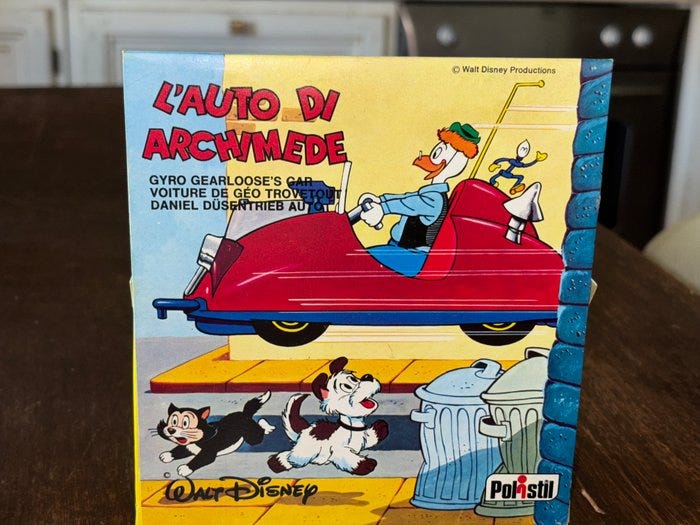 © Walt Disney Productions
L'AUTO DI
ARCHIMEDE
GYRO GEARLOOSE'S CAR
VOITURE DE GÉO TROVETOUT
DANIEL DÜSENTRIEB AUTO
© WALT DISNEY
Polistil